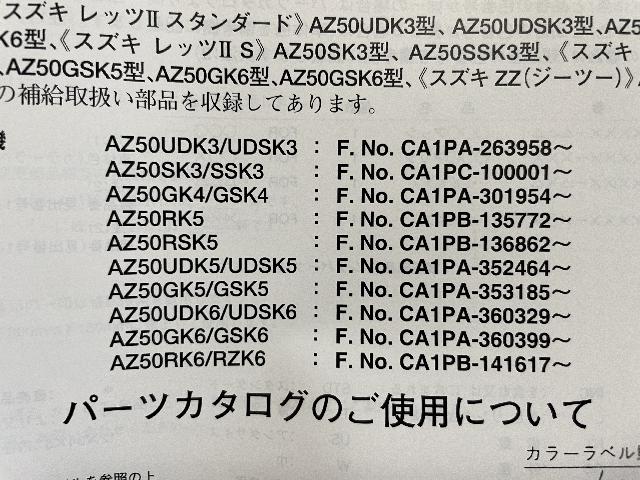 スズキ レッツⅡ スタンダード》AZ50UDK3型、AZ50UDSK3型、AZ5
K6型、《スズキ レッツⅡ S》AZ50SK3型、AZ50SSK3型、《スズキ
、AZ50GSK5型、AZ50GK6型、AZ50GSK6型、《スズキ ZZ(ジーツー)》
の補給取扱い部品を収録してあります。
機
AZ50UDK3/UDSK3 : F. No. CA1PA-263958〜
AZ50SK3/SSK3 : F. No. CA1PC-100001〜
AZ50GK4/GSK4 : F. No. CA1PA-301954〜
AZ50RK5 : F. No. CA1PB-135772〜
AZ50RSK5 : F. No. CA1PB-136862〜
AZ50UDK5/UDSK5 : F. No. CA1PA-352464〜
AZ50GK5/GSK5 : F. No. CA1PA-353185〜
AZ50UDK6/UDSK6 : F. No. CA1PA-360329〜
AZ50GK6/GSK6 : F. No. CA1PA-360399〜
AZ50RK6/RZK6 : F. No. CA1PB-141617〜
パーツカタログのご使用について
カラーラベル
を参照の上